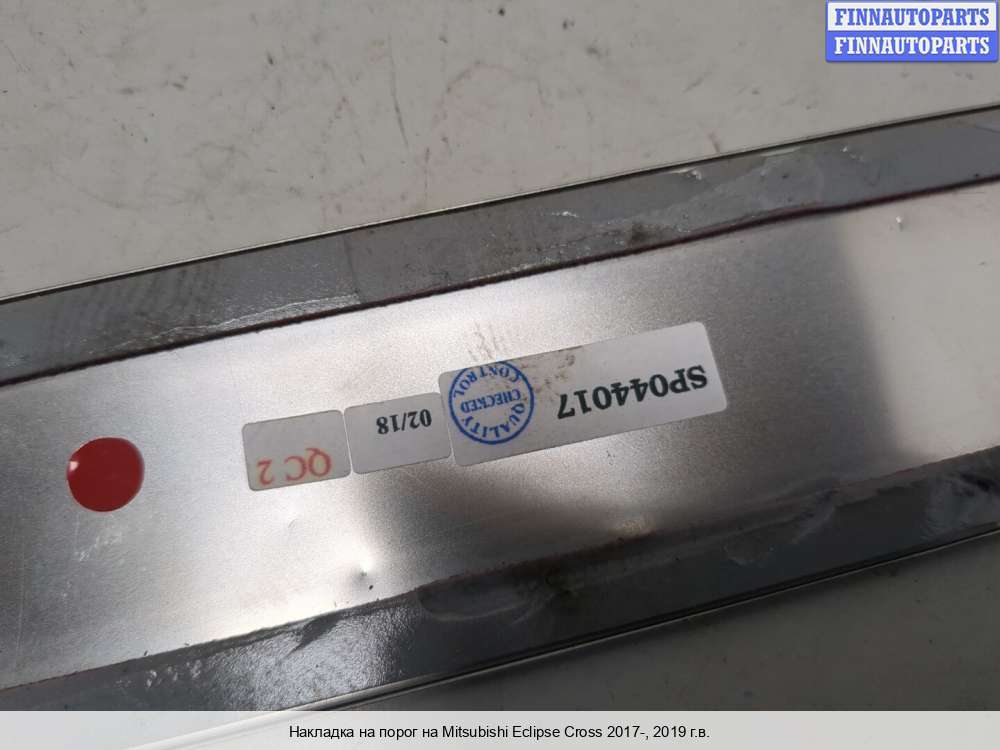 FINNAUTOPARTS
FINNAUTOPARTS
SP044017
QUALITY
CHECKED
CONTROL
02/18
QC 2
Накладка на порог на Mitsubishi Eclipse Cross 2017-, 2019 г.в.